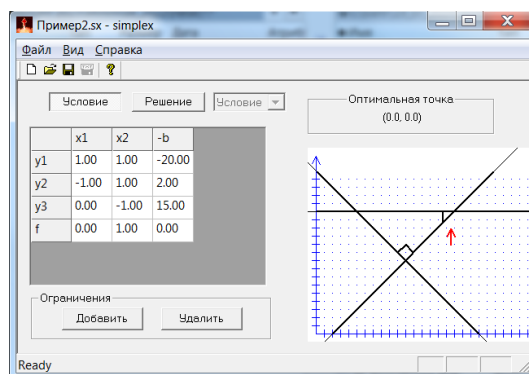 Пример2.sx - simplex
Файл Вид Справка
Условие Решение Условие
Оптимальная точка
(0.0, 0.0)
x1 x2 -b
y1 1.00 1.00 -20.00
y2 -1.00 1.00 2.00
y3 0.00 -1.00 15.00
f 0.00 1.00 0.00
Ограничения
Добавить Удалить
Ready